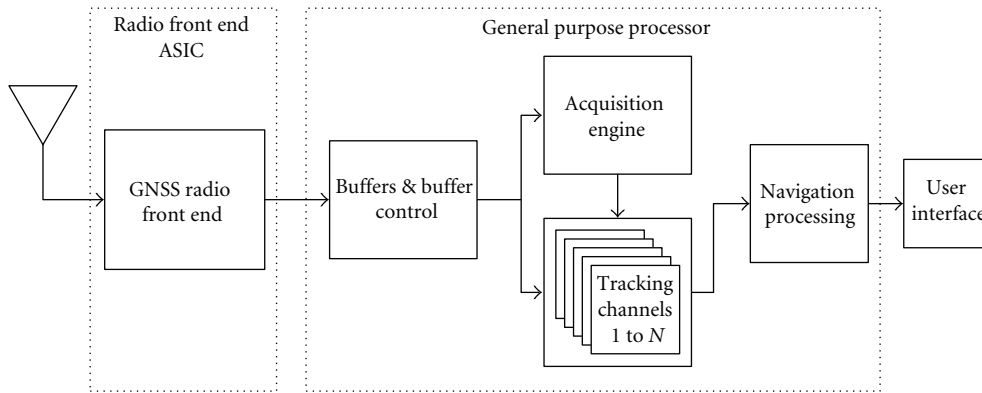 Radio front end
ASIC
General purpose processor
GNSS radio
front end
Buffers & buffer
control
Acquisition
engine
Tracking
channels
1 to N
Navigation
processing
User
interface